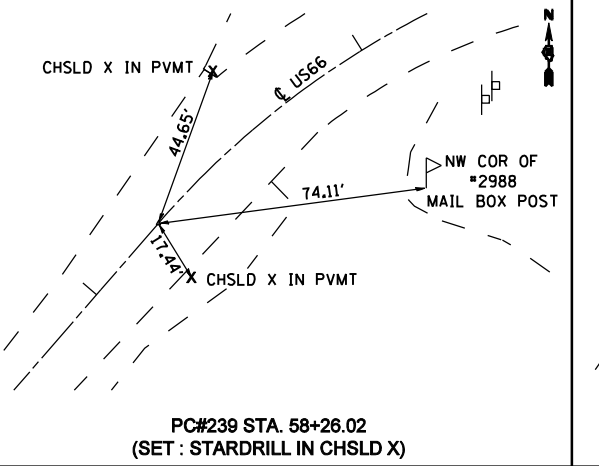 N
CHSLD X IN PVMT
X
℄ US66
44.65'
NW COR OF
#2988
MAIL BOX POST
74.11'
17.44'
X CHSLD X IN PVMT
PC#239 STA. 58+26.02
(SET : STARDRILL IN CHSLD X)